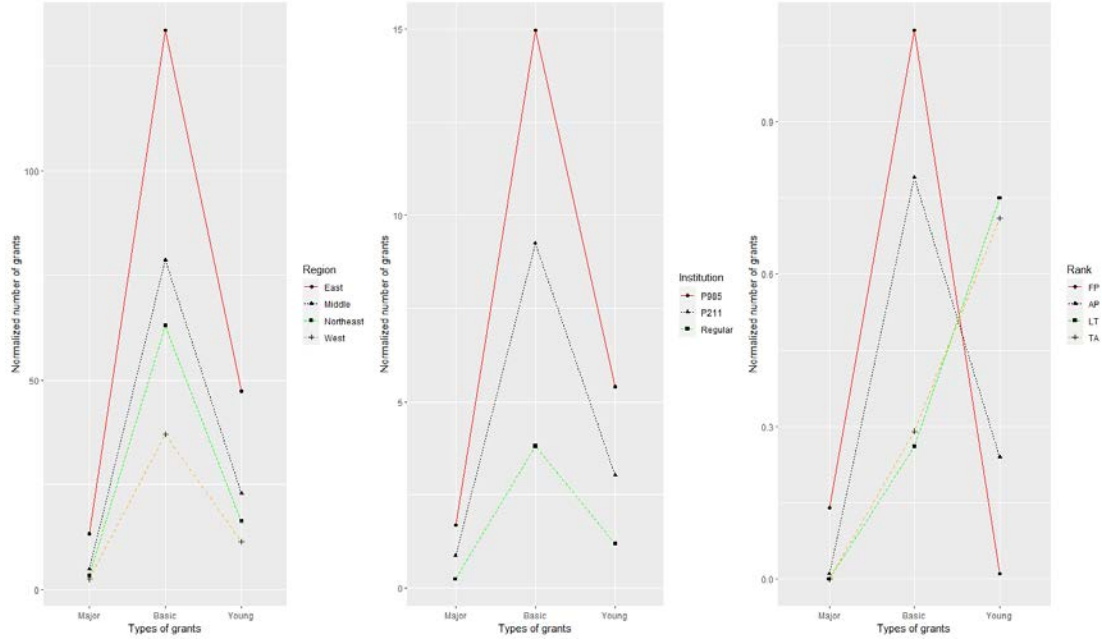 Normalized number of grants
100
50
0
Major
Basic
Young
Types of grants
Region
East
Middle
Northeast
West
Normalized number of grants
15
10
5
0
Major
Basic
Young
Types of grants
Institution
P985
P211
Regular
Normalized number of grants
0.9
0.6
0.3
0.0
Major
Basic
Young
Types of grants
Rank
FP
AP
LT
TA